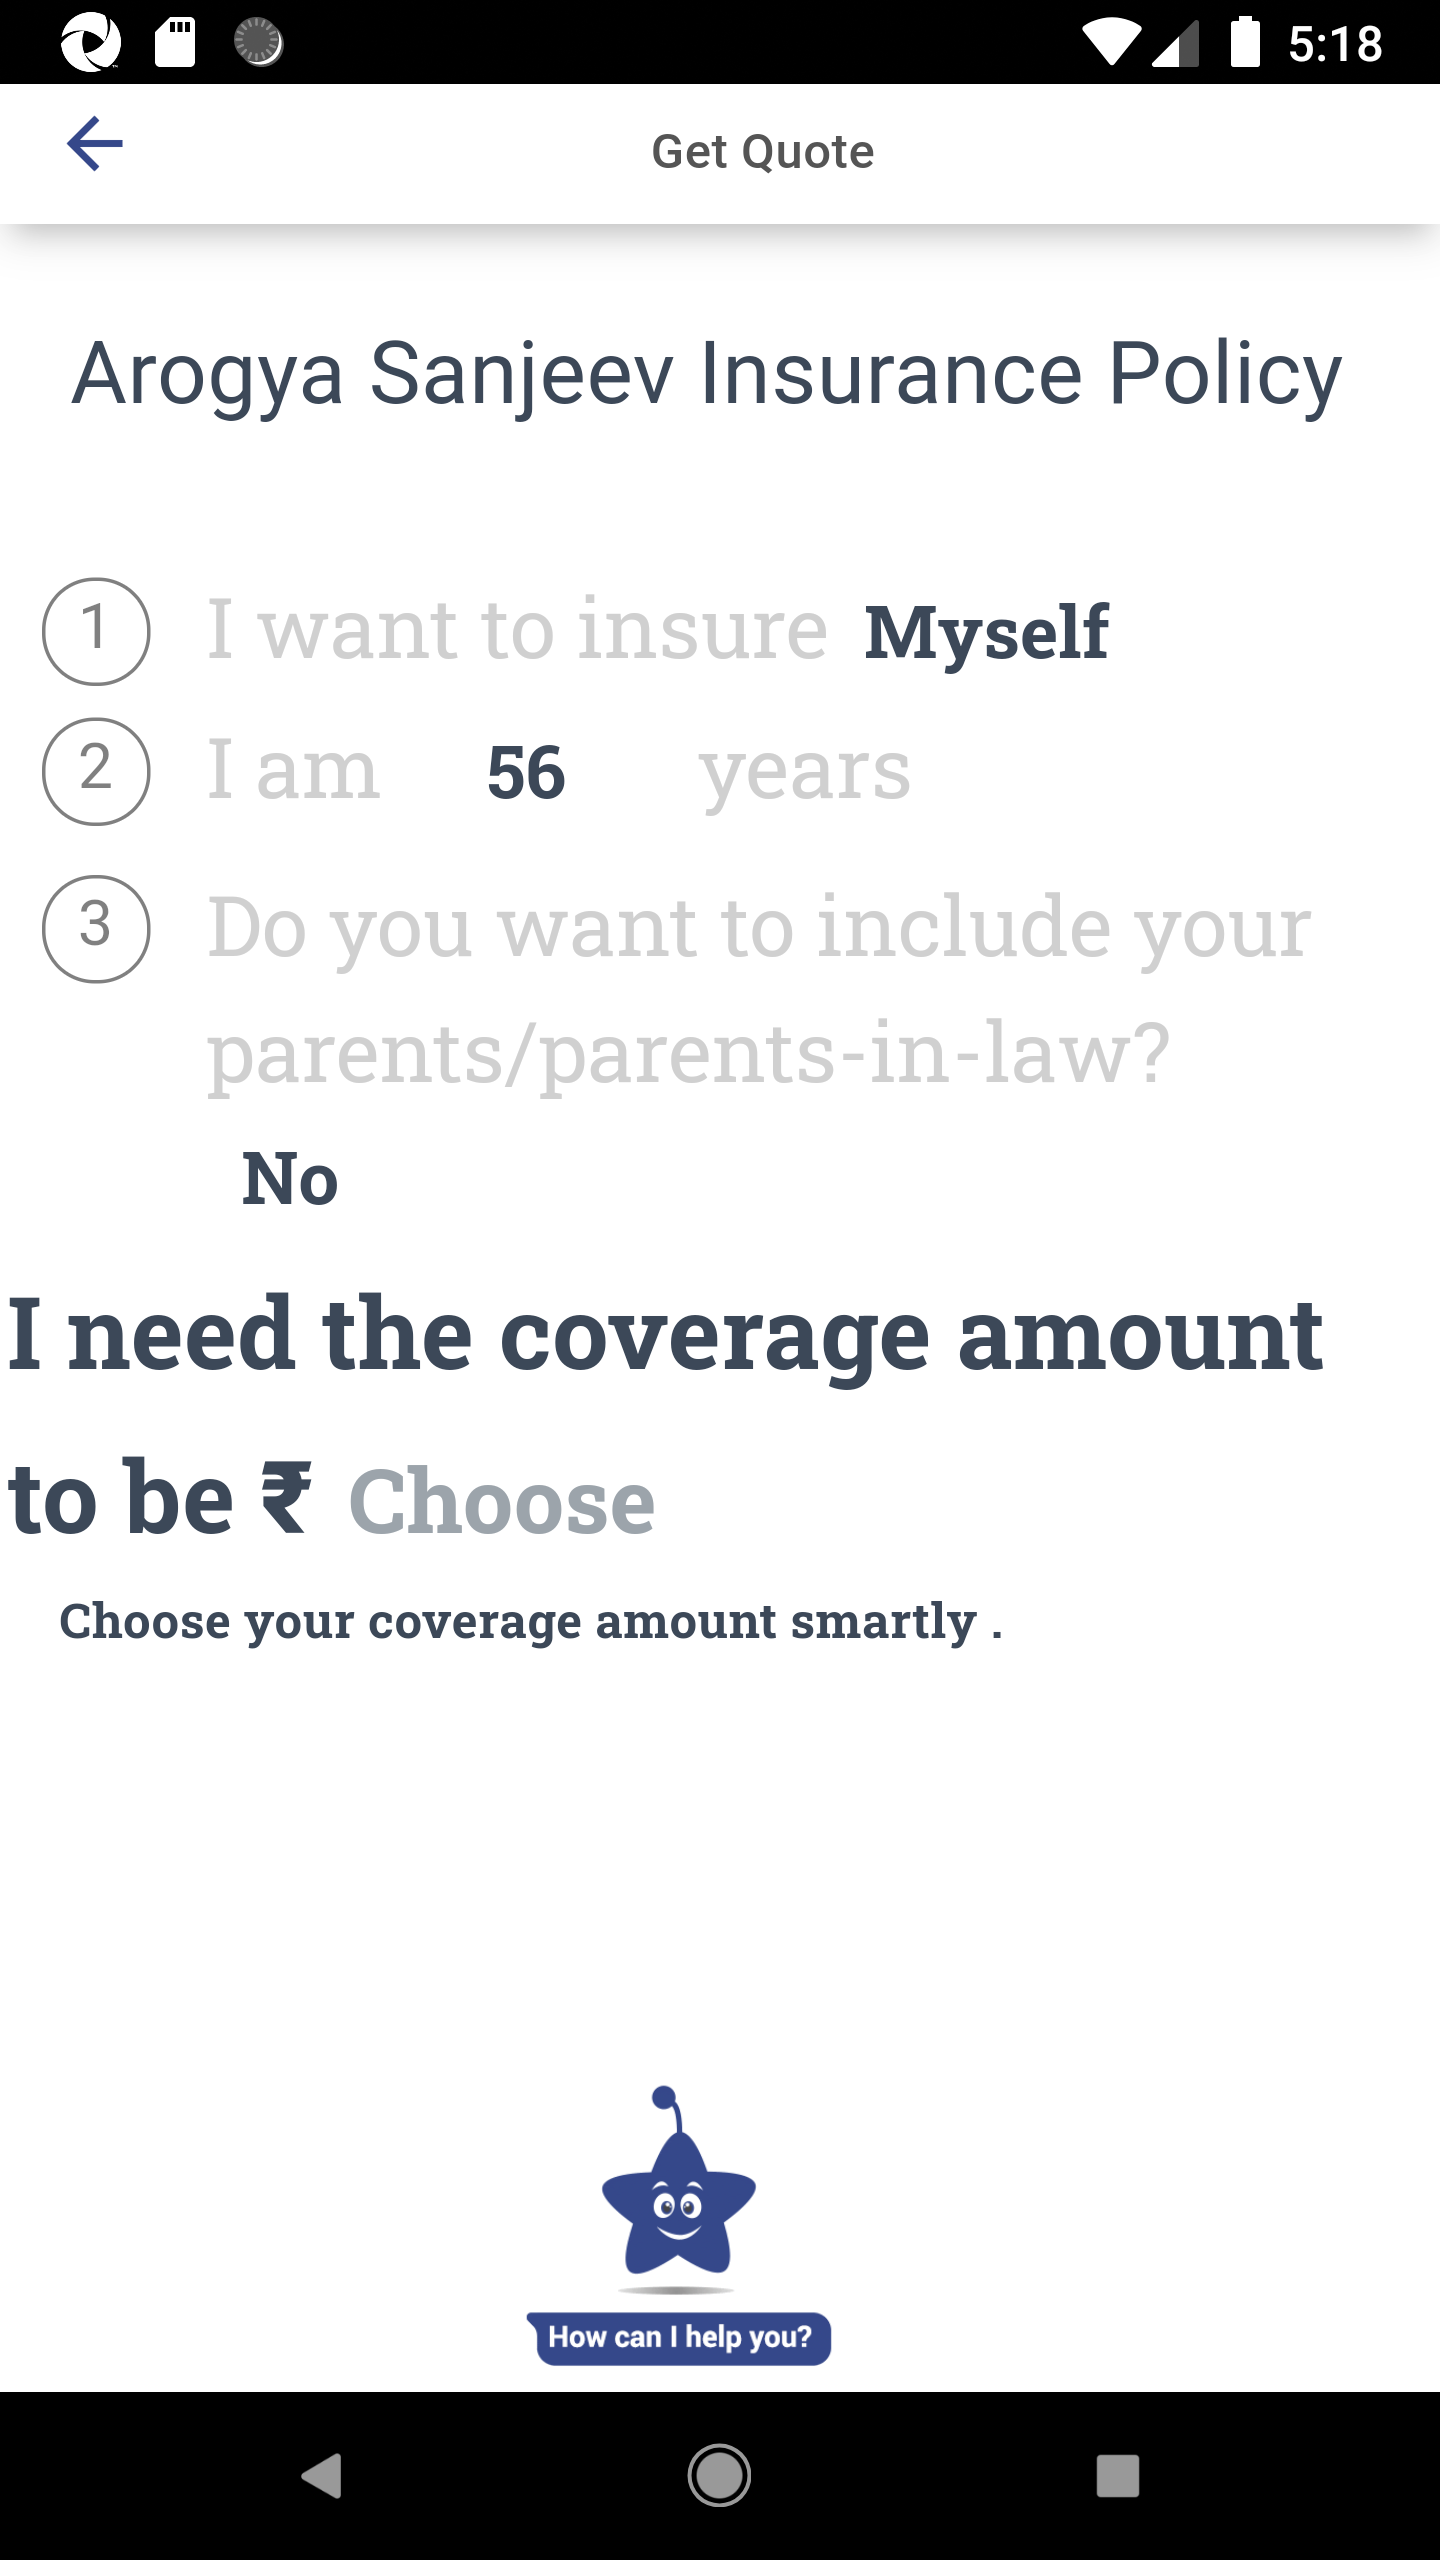 5:18
Get Quote
Arogya Sanjeev Insurance Policy
1 I want to insure Myself
2 I am 56 years
3 Do you want to include your
parents/parents-in-law?
No
I need the coverage amount
to be ₹ Choose
Choose your coverage amount smartly .
How can I help you?